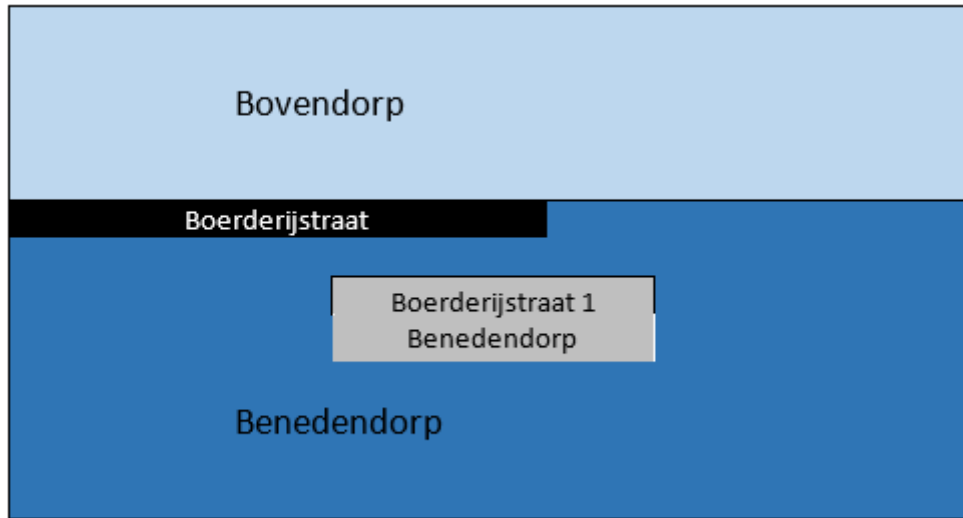 Bovendorp
Boerderijstraat
Boerderijstraat 1
Benedendorp
Benedendorp